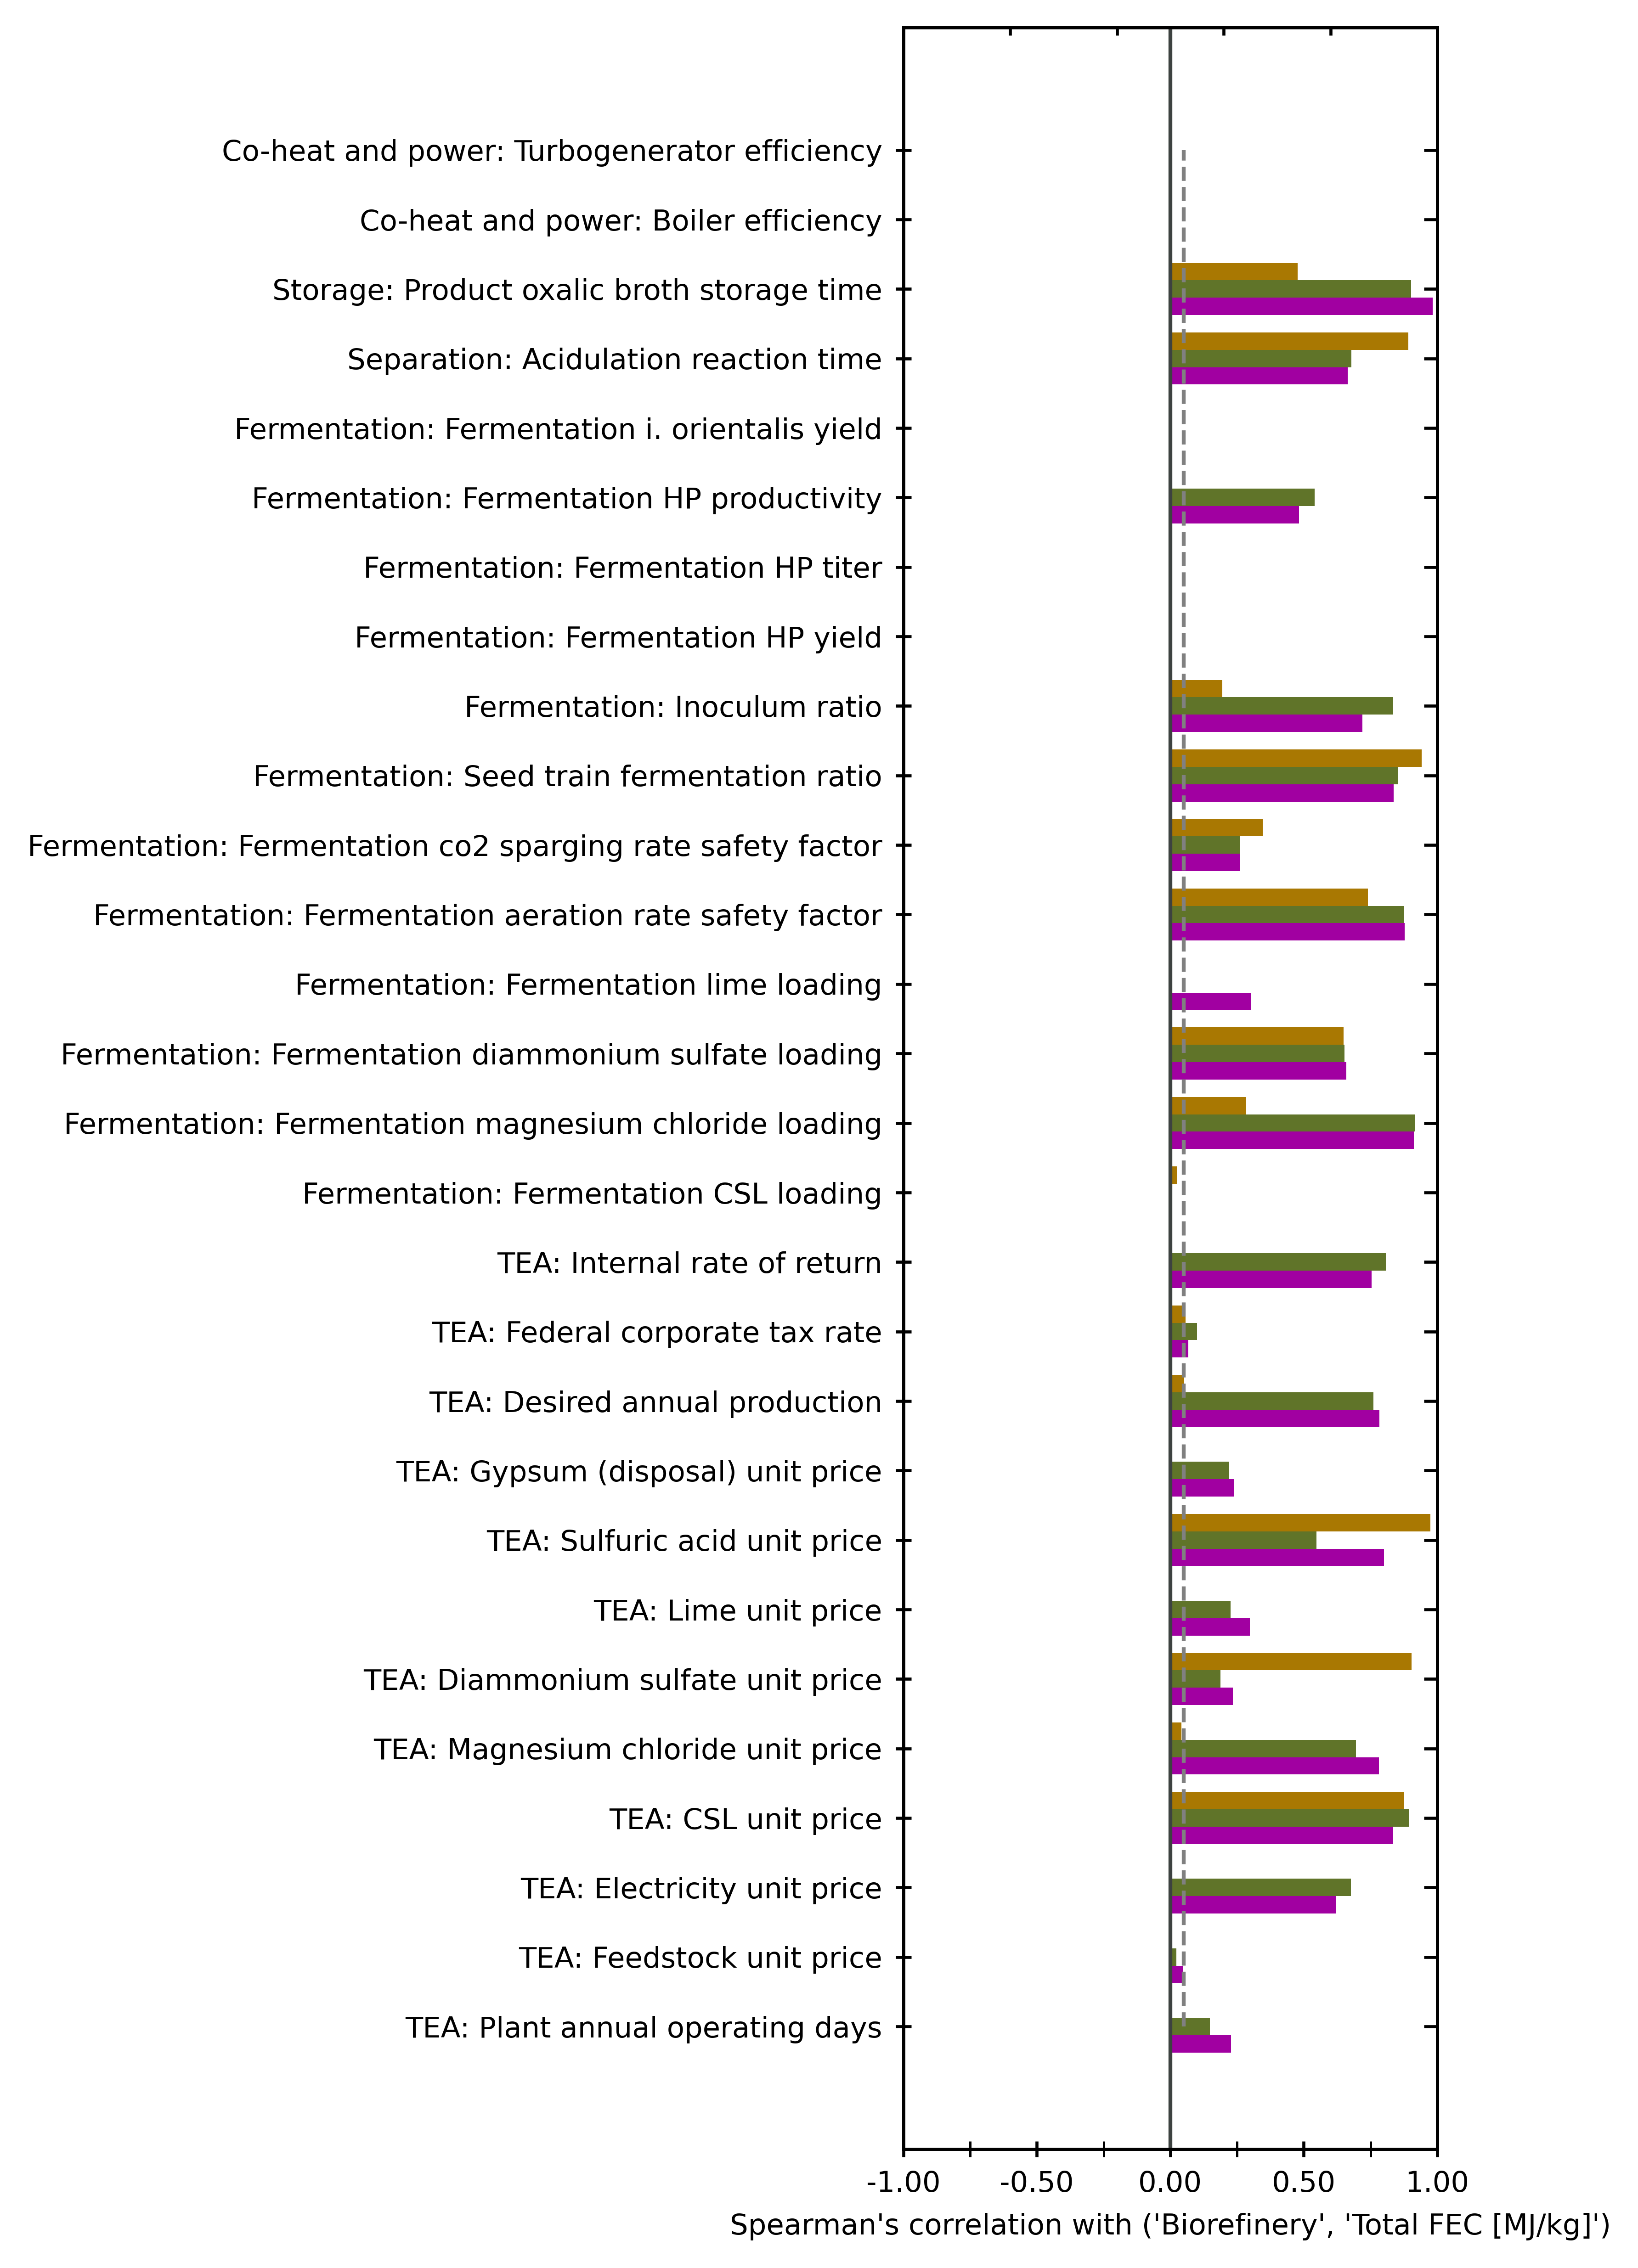 Co-heat and power: Turbogenerator efficiency
Co-heat and power: Boiler efficiency
Storage: Product oxalic broth storage time
Separation: Acidulation reaction time
Fermentation: Fermentation i. orientalis yield
Fermentation: Fermentation HP productivity
Fermentation: Fermentation HP titer
Fermentation: Fermentation HP yield
Fermentation: Inoculum ratio
Fermentation: Seed train fermentation ratio
Fermentation: Fermentation co2 sparging rate safety factor
Fermentation: Fermentation aeration rate safety factor
Fermentation: Fermentation lime loading
Fermentation: Fermentation diammonium sulfate loading
Fermentation: Fermentation magnesium chloride loading
Fermentation: Fermentation CSL loading
TEA: Internal rate of return
TEA: Federal corporate tax rate
TEA: Desired annual production
TEA: Gypsum (disposal) unit price
TEA: Sulfuric acid unit price
TEA: Lime unit price
TEA: Diammonium sulfate unit price
TEA: Magnesium chloride unit price
TEA: CSL unit price
TEA: Electricity unit price
TEA: Feedstock unit price
TEA: Plant annual operating days
-1.00 -0.50 0.00 0.50 1.00
Spearman's correlation with ('Biorefinery', 'Total FEC [MJ/kg]')